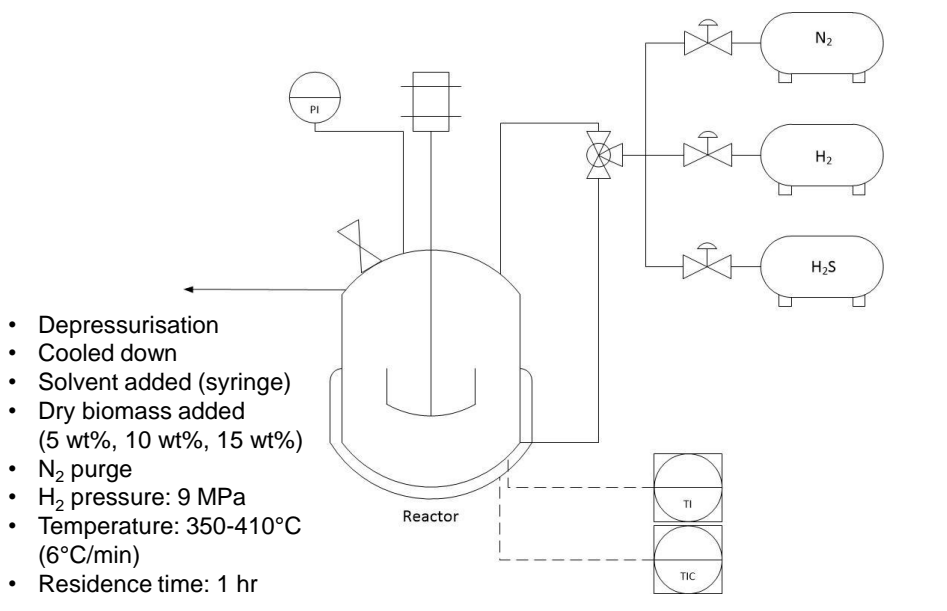 N₂
PI
H₂
H₂S
• Depressurisation
• Cooled down
• Solvent added (syringe)
• Dry biomass added
(5 wt%, 10 wt%, 15 wt%)
• N₂ purge
• H₂ pressure: 9 MPa
• Temperature: 350-410°C
(6°C/min)
• Residence time: 1 hr
Reactor
TI
TIC